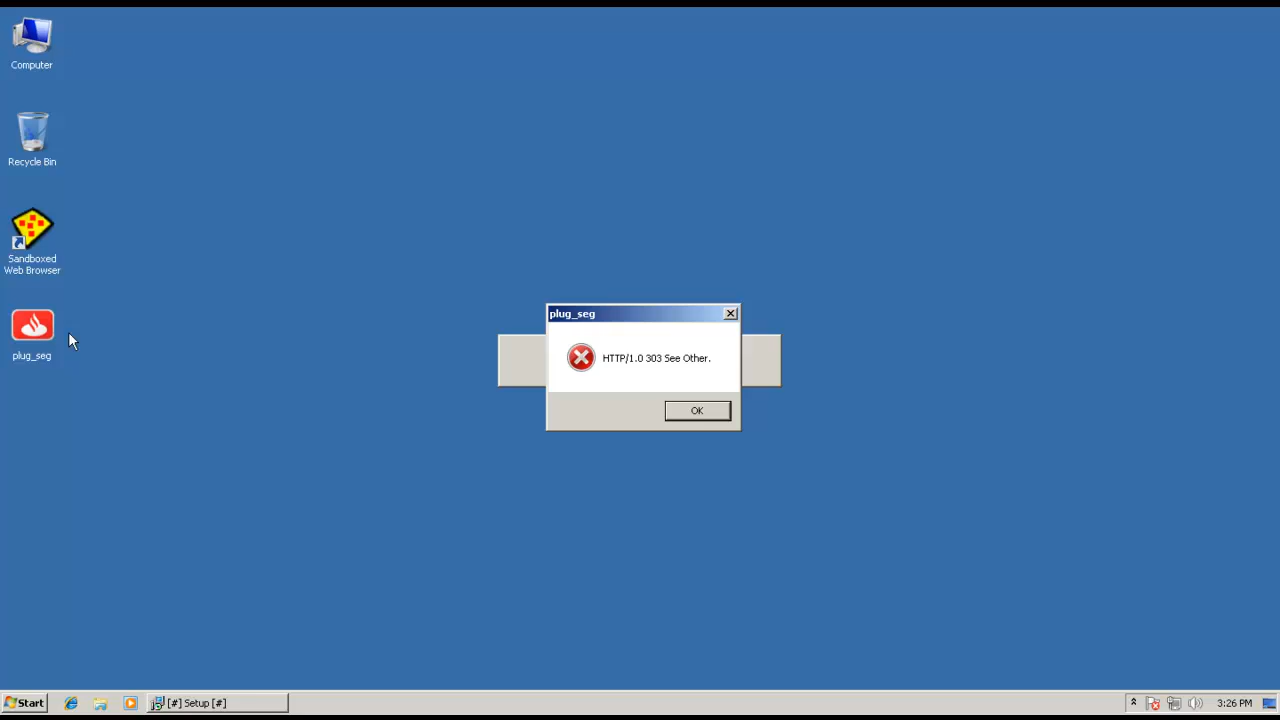 Computer
Recycle Bin
Sandboxed
Web Browser
plug_seg
plug_seg
HTTP/1.0 303 See Other.
OK
Start
[#] Setup [#]
3:26 PM